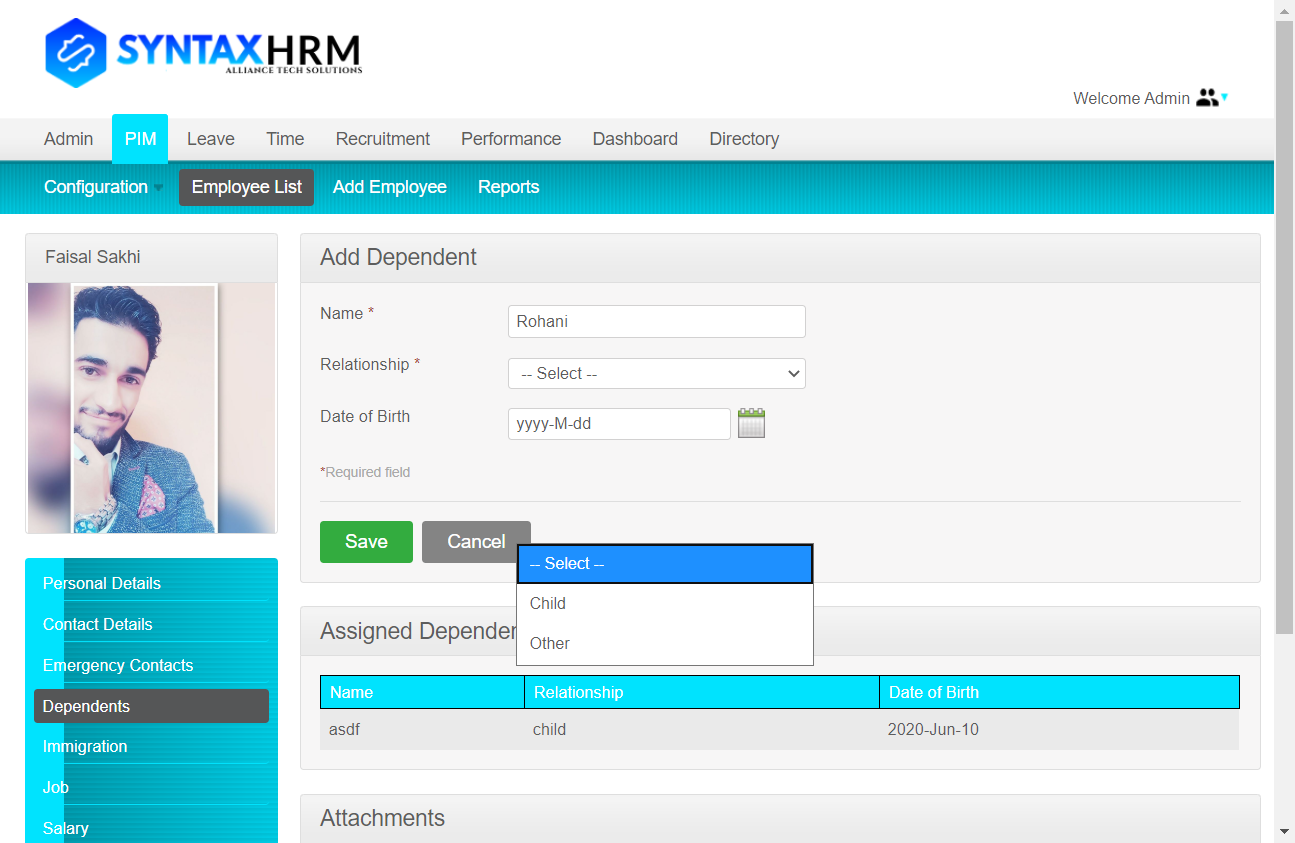 SYNTAXHRM
ALLIANCE TECH SOLUTIONS
Welcome Admin
Admin PIM Leave Time Recruitment Performance Dashboard Directory
Configuration Employee List Add Employee Reports
Faisal Sakhi
Add Dependent
Name * Rohani
Relationship * -- Select --
Date of Birth yyyy-M-dd
*Required field
Save Cancel
-- Select --
Child
Other
Assigned Depender
Name Relationship Date of Birth
asdf child 2020-Jun-10
Attachments
Personal Details
Contact Details
Emergency Contacts
Dependents
Immigration
Job
Salary